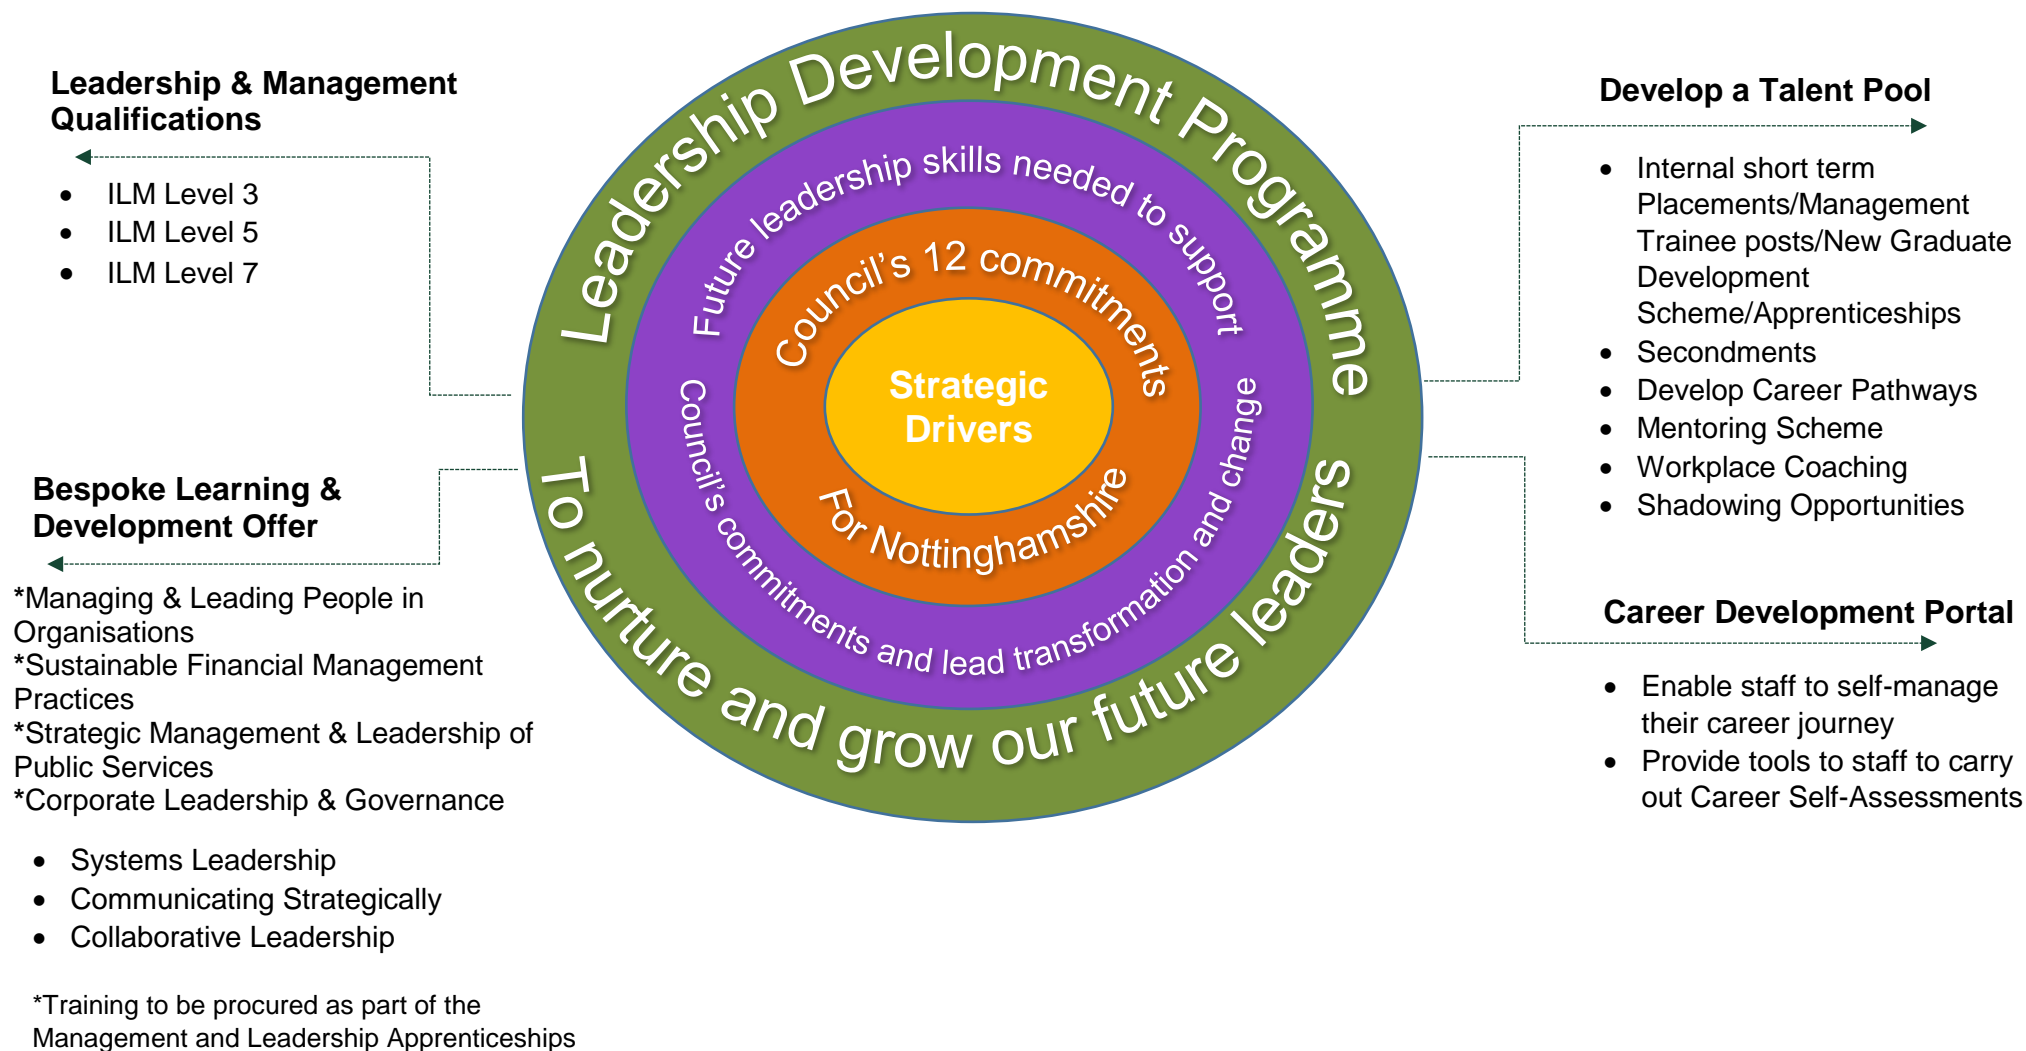 Leadership & Management
Qualifications
• ILM Level 3
• ILM Level 5
• ILM Level 7
Bespoke Learning &
Development Offer
*Managing & Leading People in
Organisations
*Sustainable Financial Management
Practices
*Strategic Management & Leadership of
Public Services
*Corporate Leadership & Governance
• Systems Leadership
• Communicating Strategically
• Collaborative Leadership
*Training to be procured as part of the
Management and Leadership Apprenticeships
Leadership Development Programme
To nurture and grow our future leaders
Future leadership skills needed to support
Council's commitments and lead transformation and change
Council's 12 commitments
For Nottinghamshire
Strategic
Drivers
Develop a Talent Pool
• Internal short term
Placements/Management
Trainee posts/New Graduate
Development
Scheme/Apprenticeships
• Secondments
• Develop Career Pathways
• Mentoring Scheme
• Workplace Coaching
• Shadowing Opportunities
Career Development Portal
• Enable staff to self-manage
their career journey
• Provide tools to staff to carry
out Career Self-Assessments